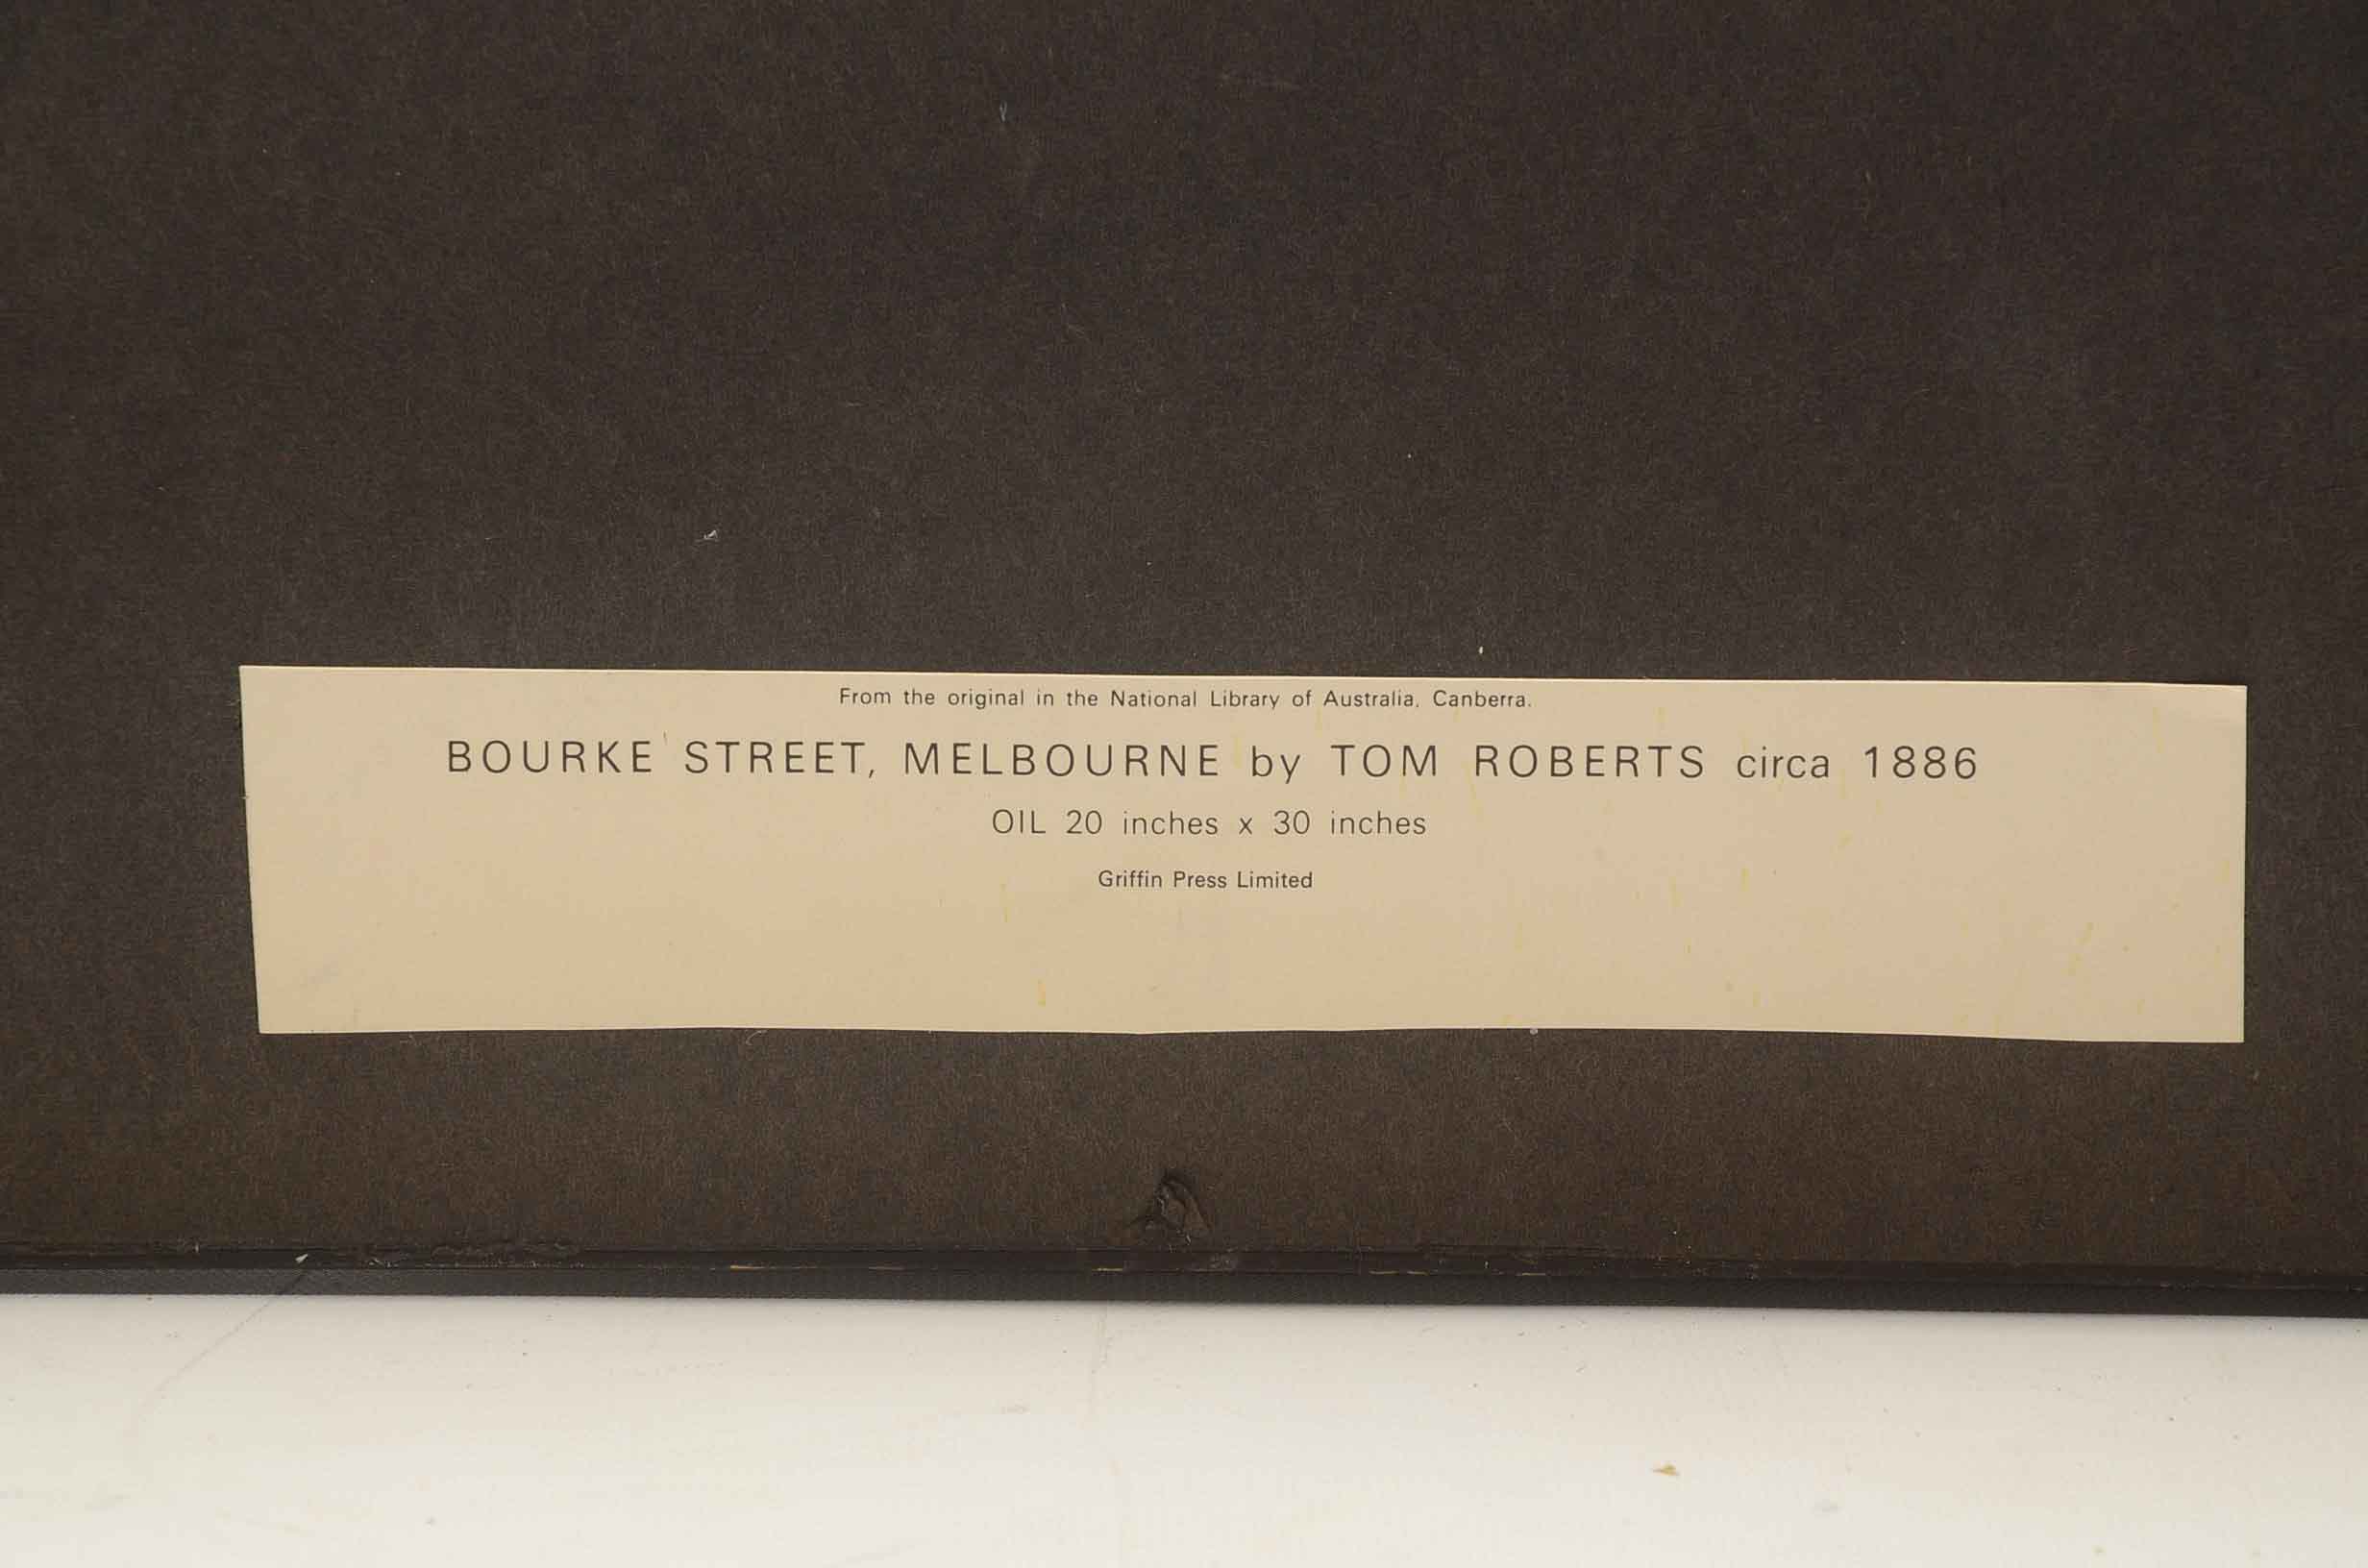 From the original in the National Library of Australia, Canberra.
BOURKE STREET, MELBOURNE by TOM ROBERTS circa 1886
OIL 20 inches x 30 inches
Griffin Press Limited